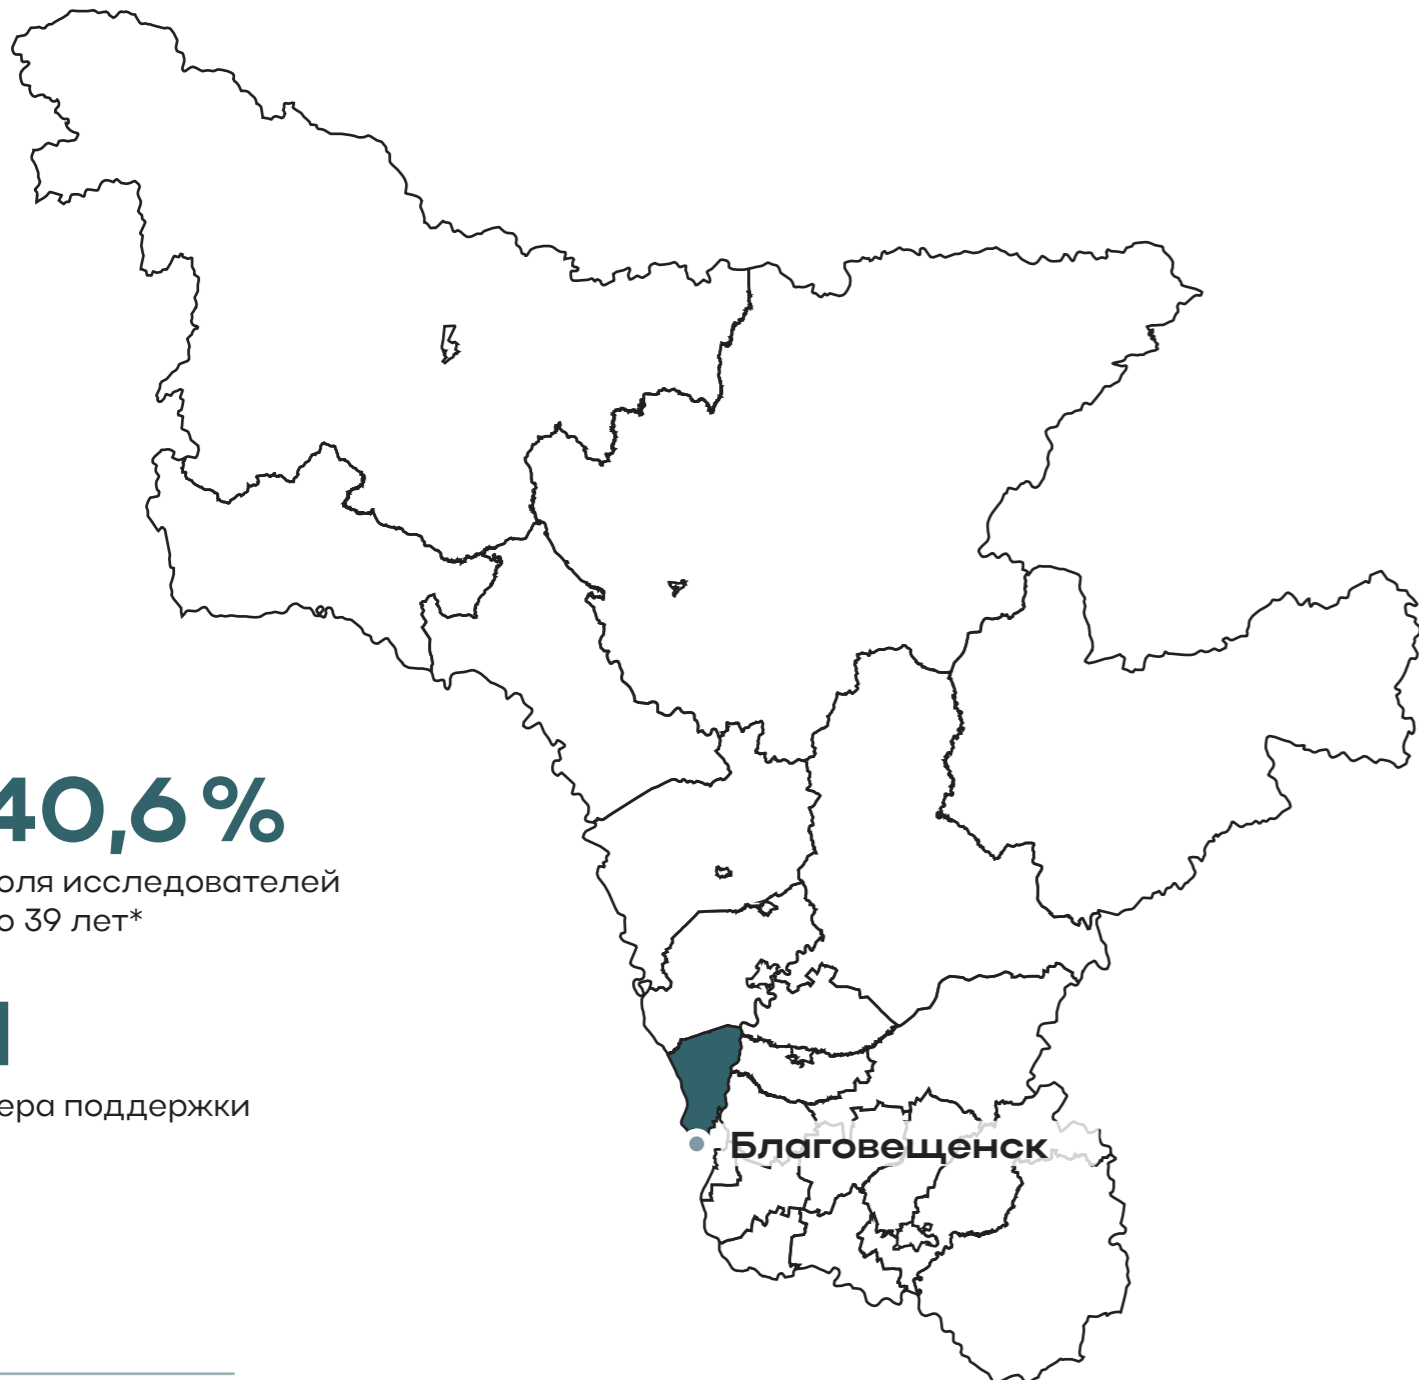 40,6 %
оля исследователей
о 39 лет*
ера поддержки
Благовещенск